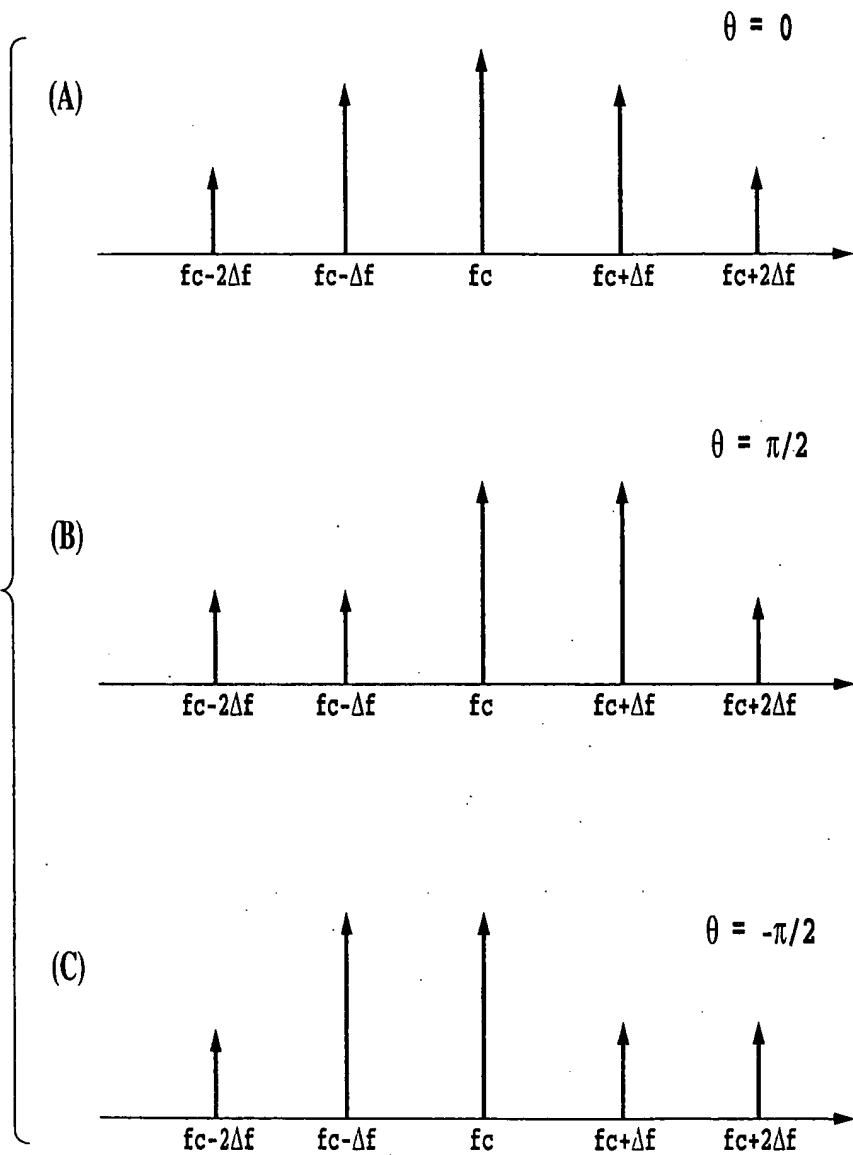 θ = 0
(A)
fc-2Δf fc-Δf fc fc+Δf fc+2Δf
θ = π/2
(B)
fc-2Δf fc-Δf fc fc+Δf fc+2Δf
θ = -π/2
(C)
fc-2Δf fc-Δf fc fc+Δf fc+2Δf